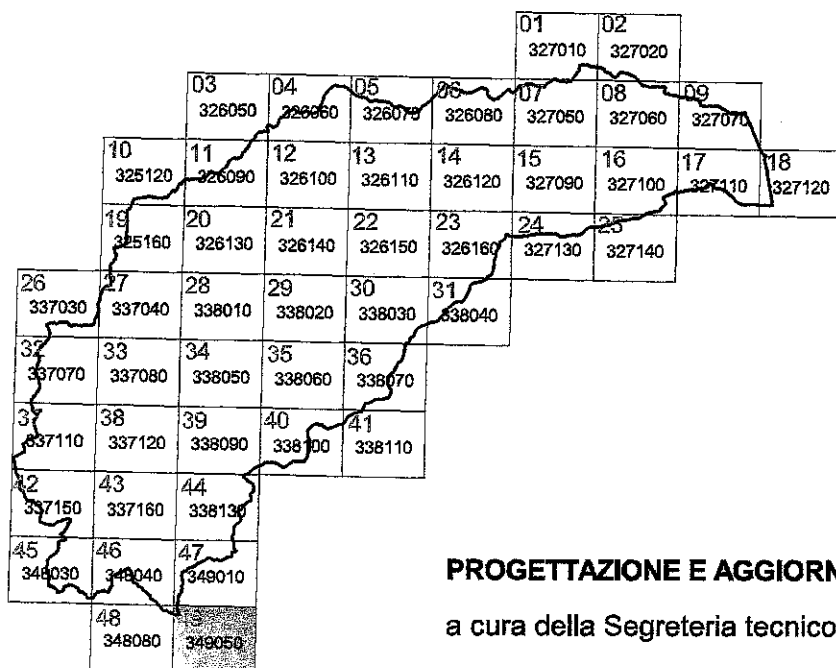 01 02
327010 327020
03 04 05 06 07 08 09
326050 326060 326070 326080 327050 327060 327070
10 11 12 13 14 15 16 17 18
325120 326090 326100 326110 326120 327090 327100 327110 327120
19 20 21 22 23 24 25
325160 326130 326140 326150 326160 327130 327140
26 27 28 29 30 31
337030 337040 338010 338020 338030 338040
32 33 34 35 36
337070 337080 338050 338060 338070
37 38 39 40 41
337110 337120 338090 338100 338110
42 43 44
337150 337160 338130
45 46 47
348030 348040 349010
48
348080 349050
PROGETTAZIONE E AGGIORN
a cura della Segreteria tecnico